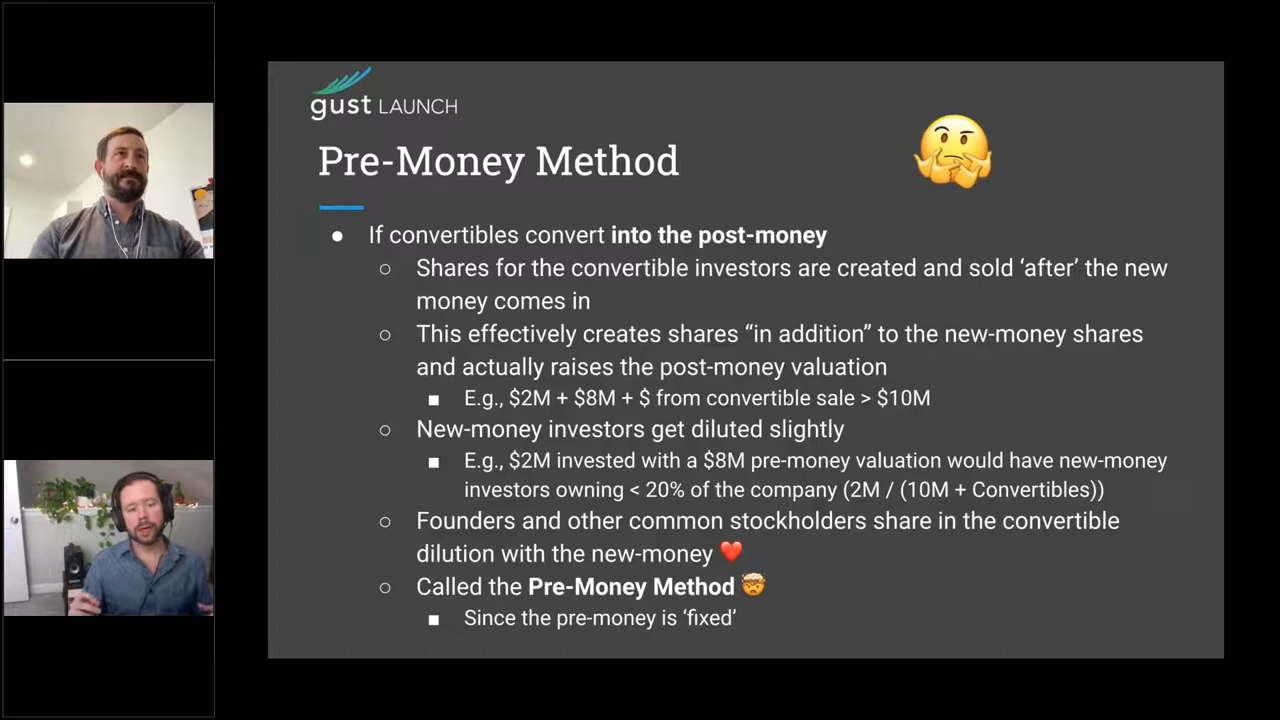 gust LAUNCH
Pre-Money Method
● If convertibles convert into the post-money
○ Shares for the convertible investors are created and sold ‘after’ the new
money comes in
○ This effectively creates shares “in addition” to the new-money shares
and actually raises the post-money valuation
■ E.g., $2M + $8M + $ from convertible sale > $10M
○ New-money investors get diluted slightly
■ E.g., $2M invested with a $8M pre-money valuation would have new-money
investors owning < 20% of the company (2M / (10M + Convertibles))
○ Founders and other common stockholders share in the convertible
dilution with the new-money ❤️
○ Called the Pre-Money Method 🤯
■ Since the pre-money is ‘fixed’